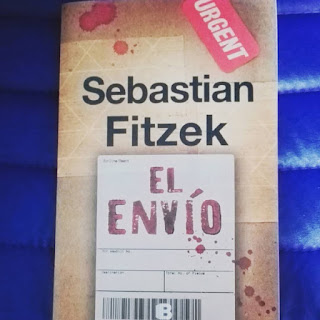 URGENT
Sebastian
Fitzek
EL
ENVÍO
B